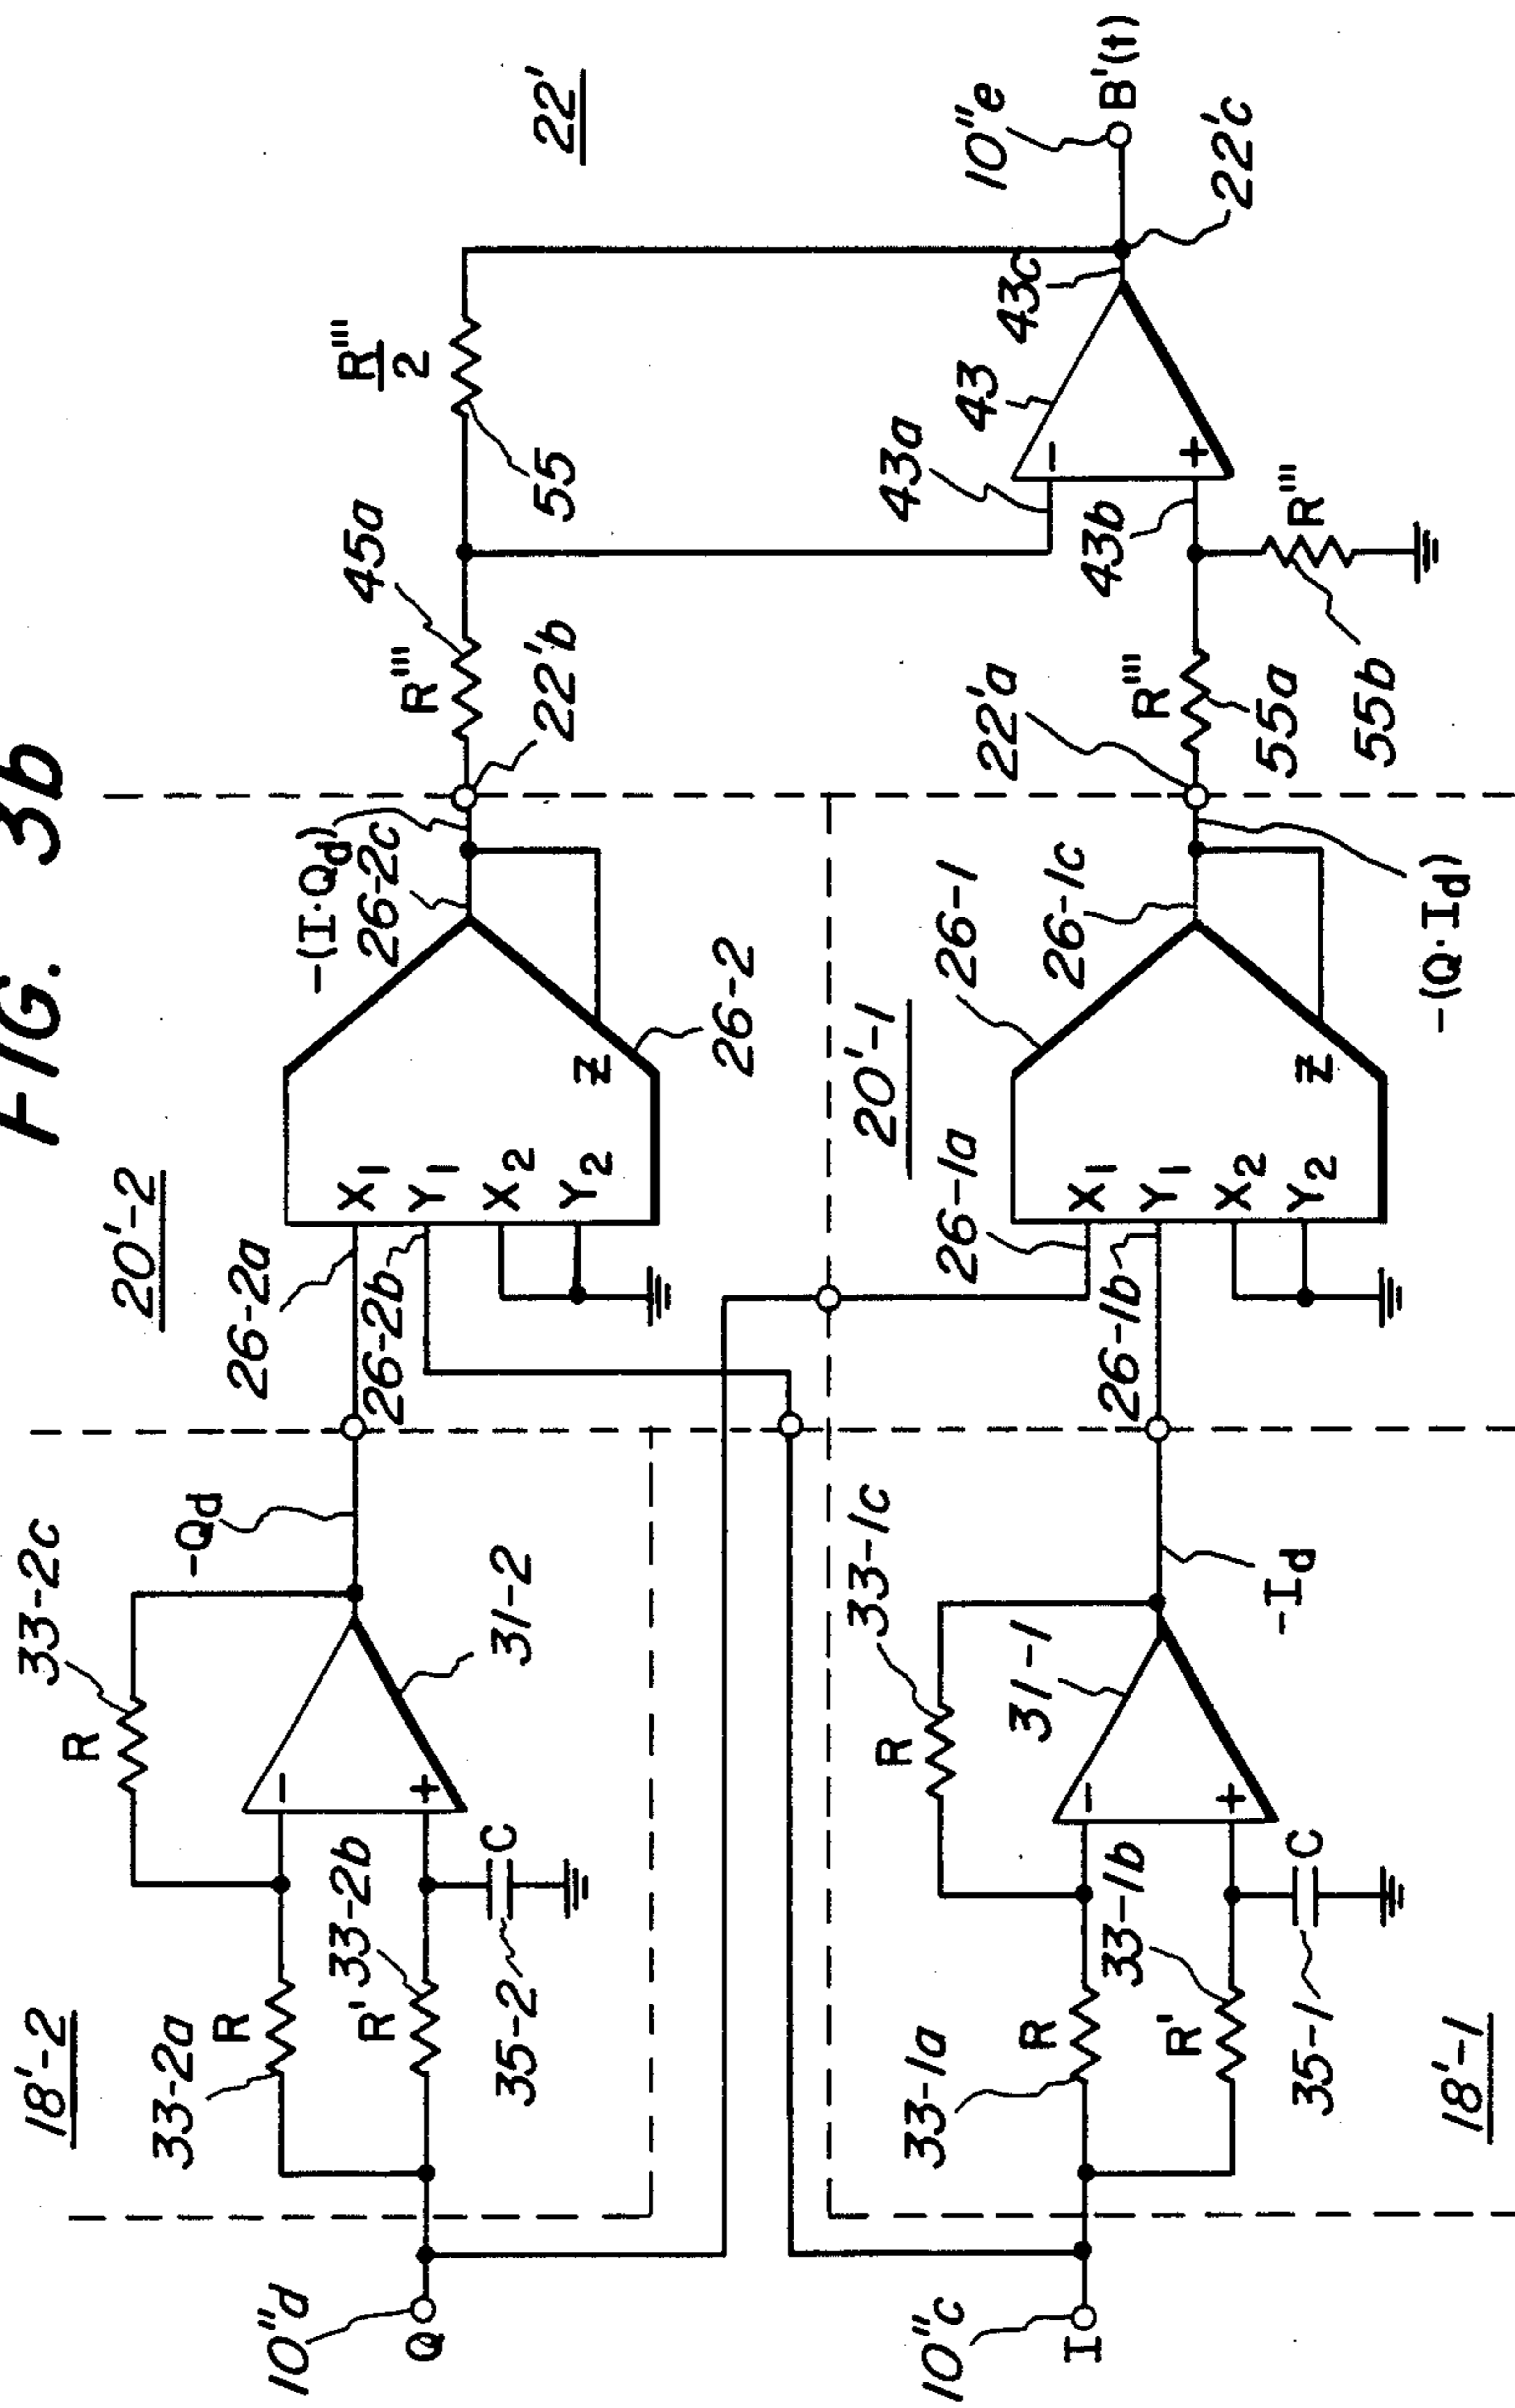 FIG. 3b
18'-2
33-2a
R
R'
33-2b
35-2
C
R
33-2c
-
+
31-2
-Qd
10"d
Q
20'-2
26-2a
26-2b
X1
Y1
X2
Y2
Z
26-2
26-2c
-(I·Qd)
22'b
R'''
45a
R'''/2
55
22'
43a
43
-
+
43b
43c
10"e
B'(t)
22'c
R'''
55b
22'a
R'''
55a
20'-1
26-1a
26-1b
X1
Y1
X2
Y2
Z
26-1
26-1c
-(Q·Id)
10"c
I
33-1a
R
R'
33-1b
35-1
C
R
33-1c
-
+
31-1
-Id
18'-1